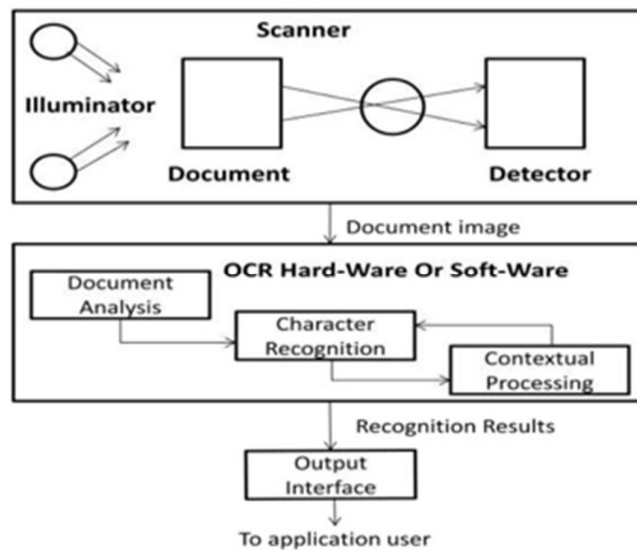 Scanner
Illuminator
Document
Detector
Document image
OCR Hard-Ware Or Soft-Ware
Document
Analysis
Character
Recognition
Contextual
Processing
Recognition Results
Output
Interface
To application user